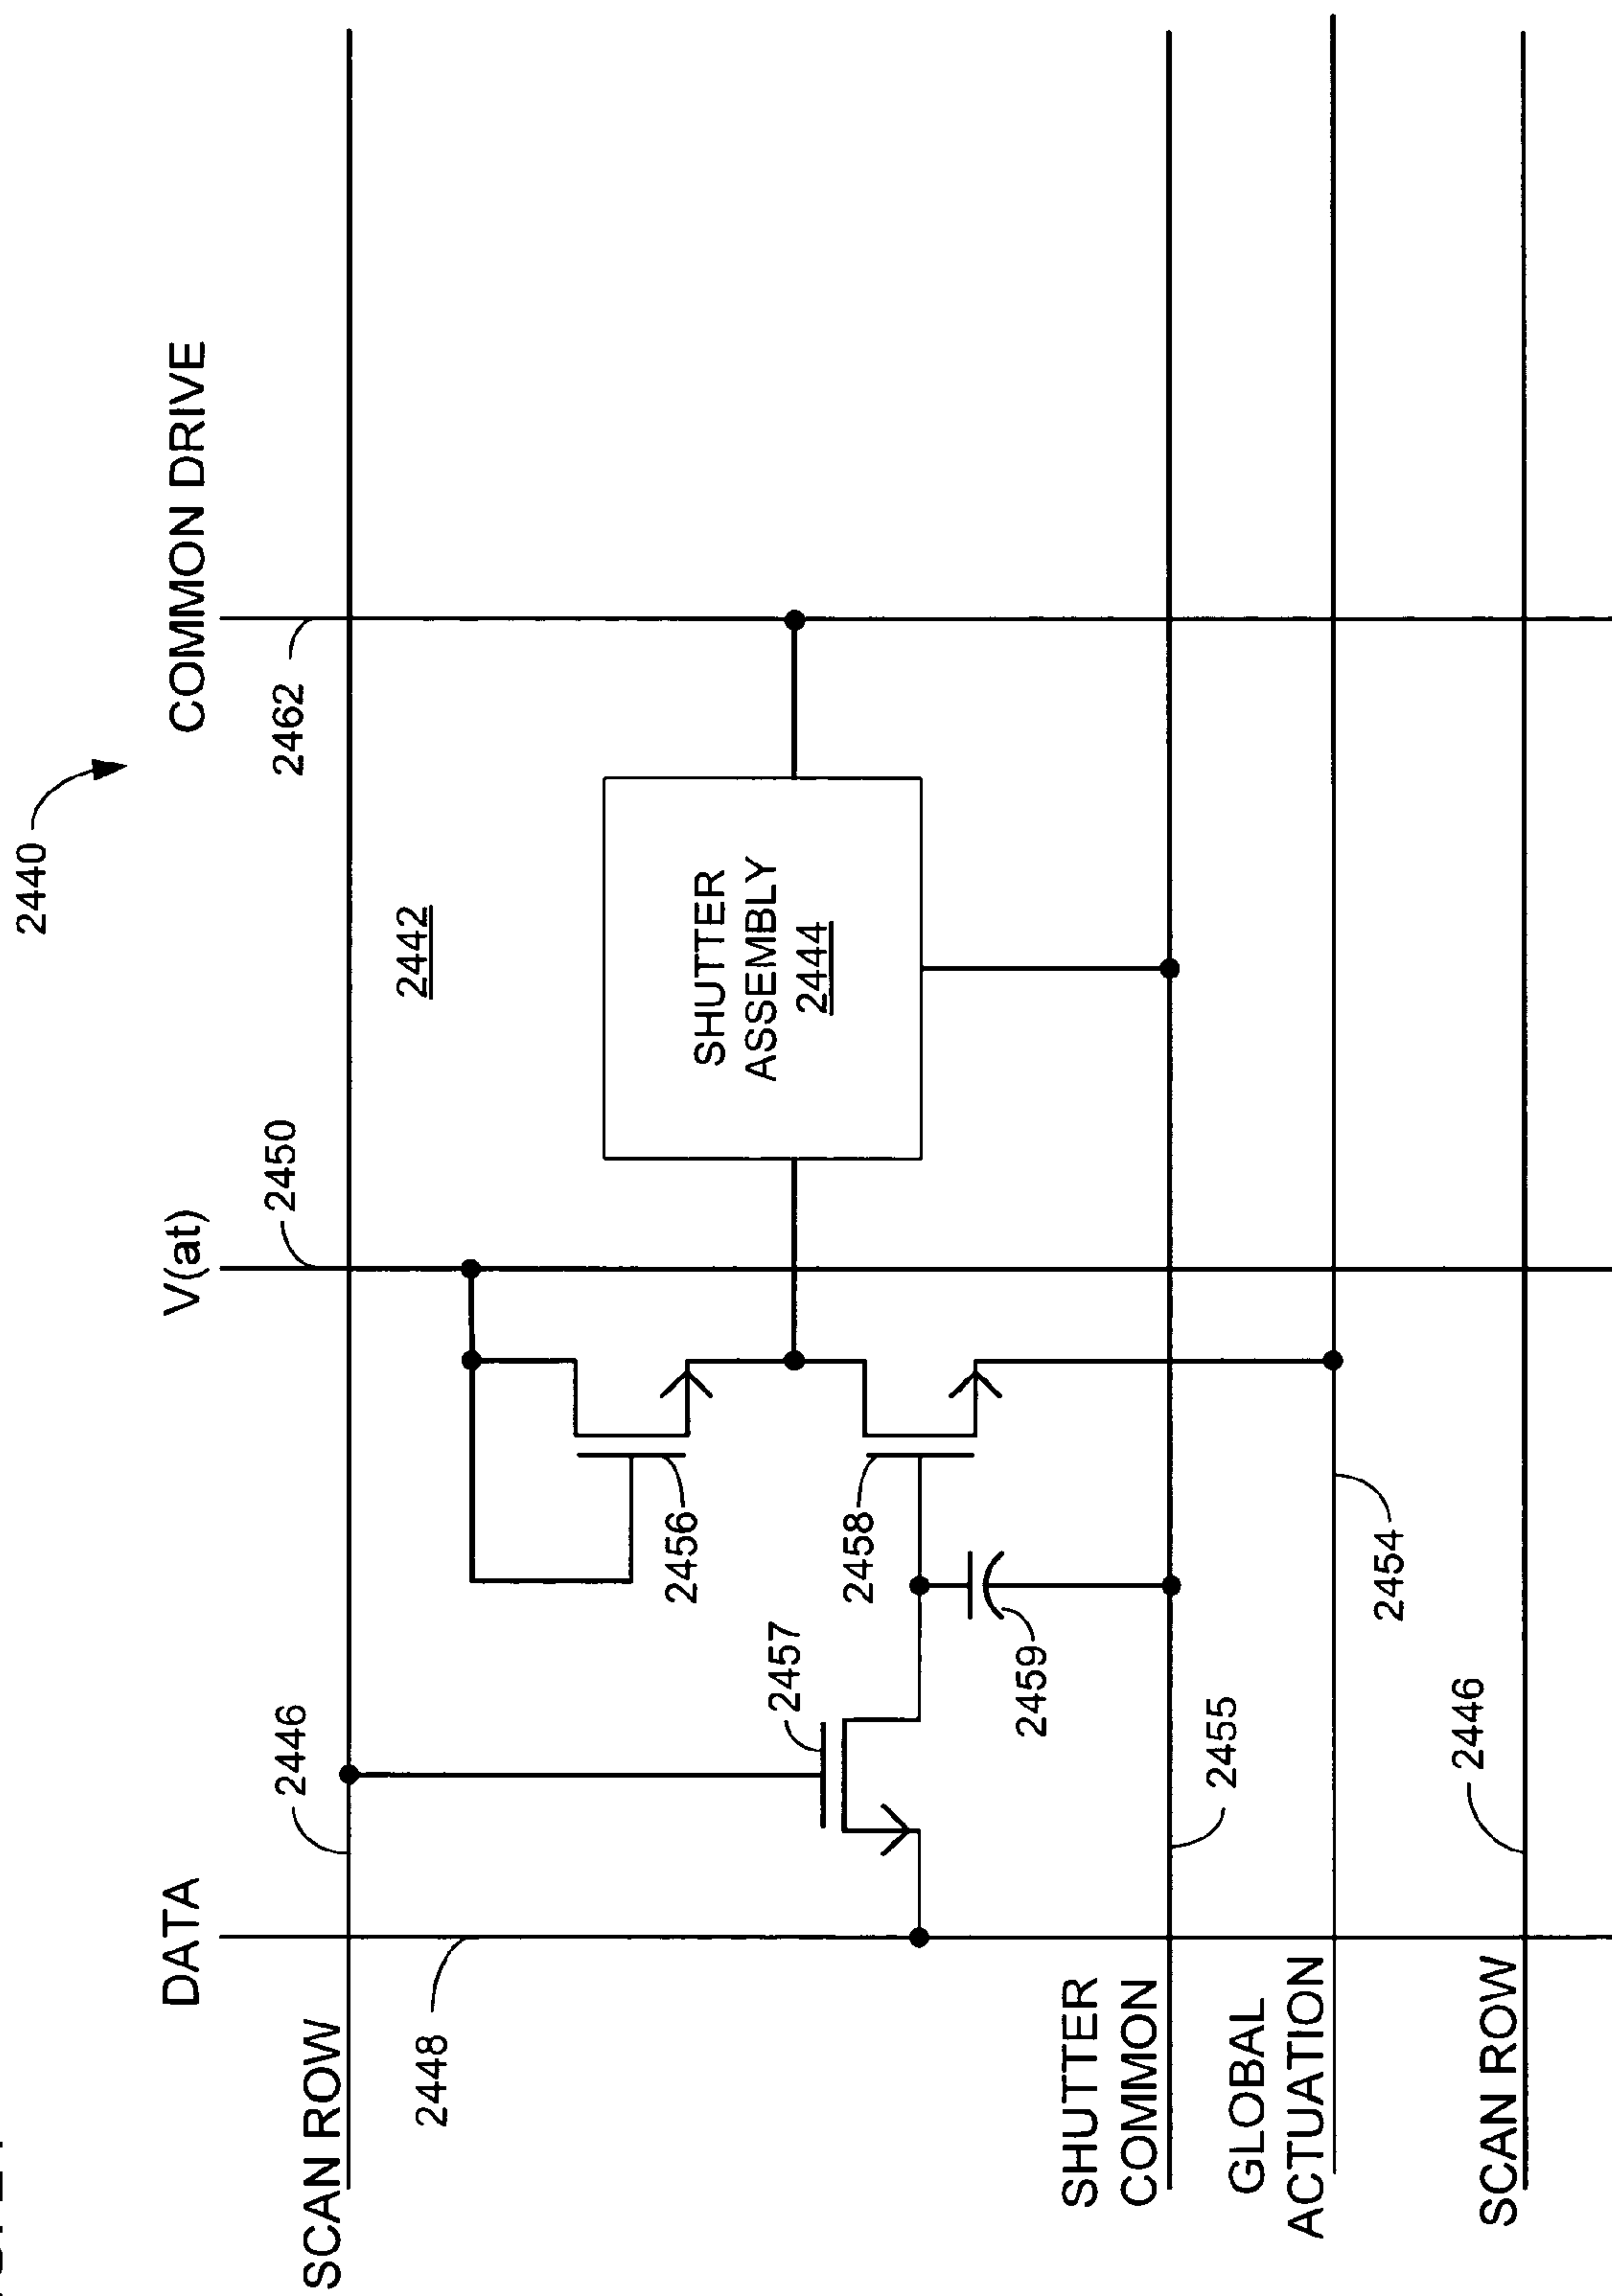 2440
DATA
V(at)
COMMON DRIVE
SCAN ROW
2446
2450
2462
2448
2442
2457
2456
SHUTTER
ASSEMBLY
2444
2458
2459
SHUTTER
COMMON
2455
GLOBAL
ACTUATION
2454
SCAN ROW
2446